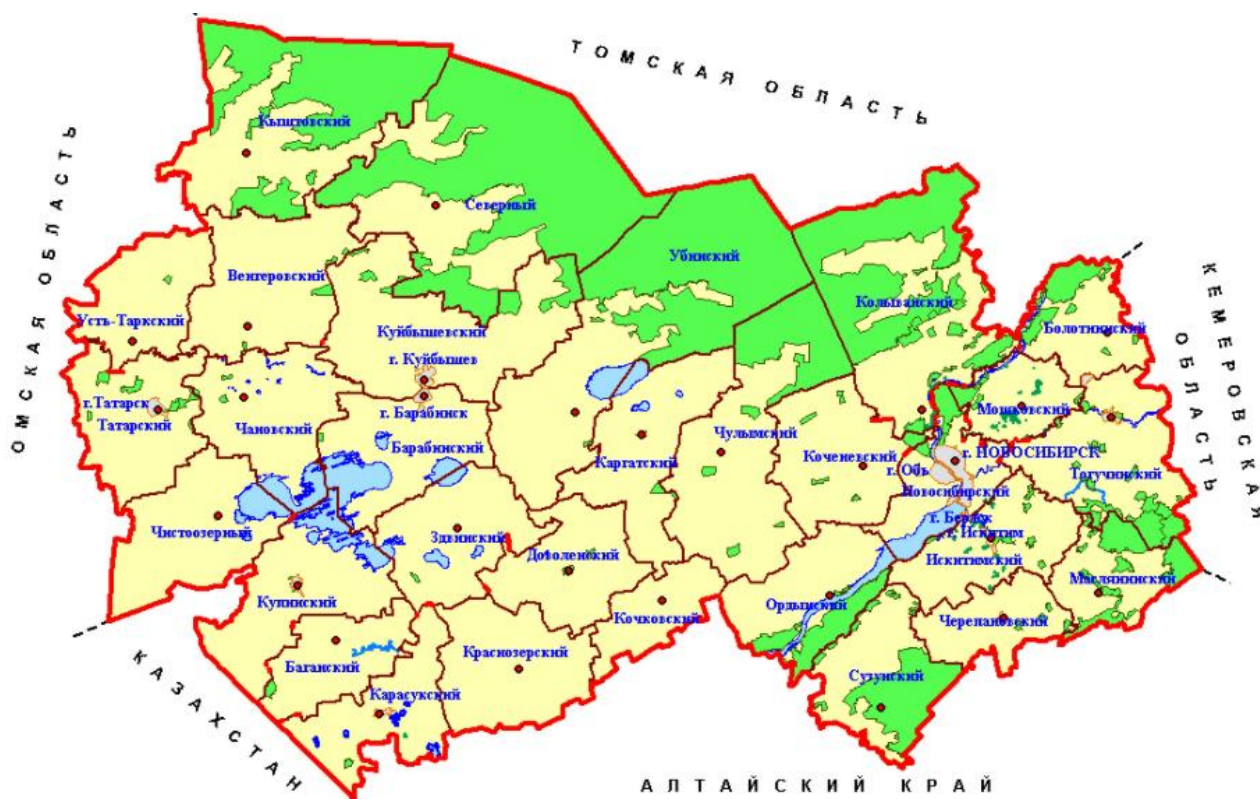 ТОМСКАЯ ОБЛАСТЬ
ОМСКАЯ ОБЛАСТЬ
КЕМЕРОВСКАЯ
ОБЛАСТЬ
Кыштовский
Северный
Убинский
Венгеровский
Колыванский
Усть-Таркский
Куйбышевский
Болотнинский
г. Куйбышев
г.Татарск
Татарский
г. Барабинск
Мошковский
Чановский
Барабинский
Чулымский
Каргатский
Коченевский
г. НОВОСИБИРСК
г. Обь
Тогучинский
Новосибирский
г. Бердск
Чистоозерный
Здвинский
г. Искитим
Доволенский
Искитимский
Маслянинский
Купинский
Ордынский
Кочковский
Черепановский
Баганский
Краснозерский
Сузунский
Карасукский
КАЗАХСТАН
АЛТАЙСКИЙ КРАЙ